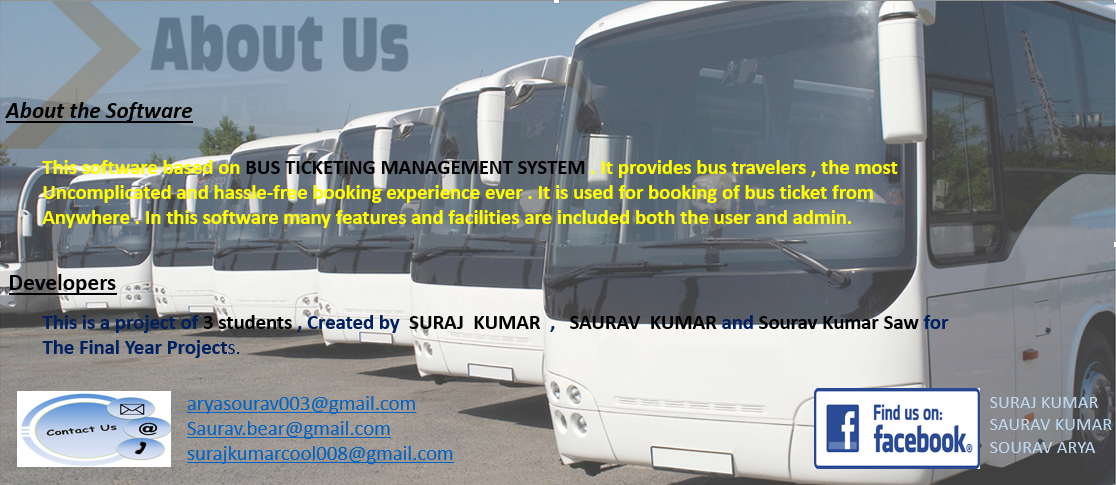 About Us
About the Software
This software based on BUS TICKETING MANAGEMENT SYSTEM . It provides bus travelers , the most
Uncomplicated and hassle-free booking experience ever . It is used for booking of bus ticket from
Anywhere . In this software many features and facilities are included both the user and admin.
Developers
This is a project of 3 students , Created by SURAJ KUMAR , SAURAV KUMAR and Sourav Kumar Saw for
The Final Year Projects.
Contact Us
@
aryasourav003@gmail.com
Saurav.bear@gmail.com
surajkumarcool008@gmail.com
f
Find us on:
facebook®
SURAJ KUMAR
SAURAV KUMAR
SOURAV ARYA